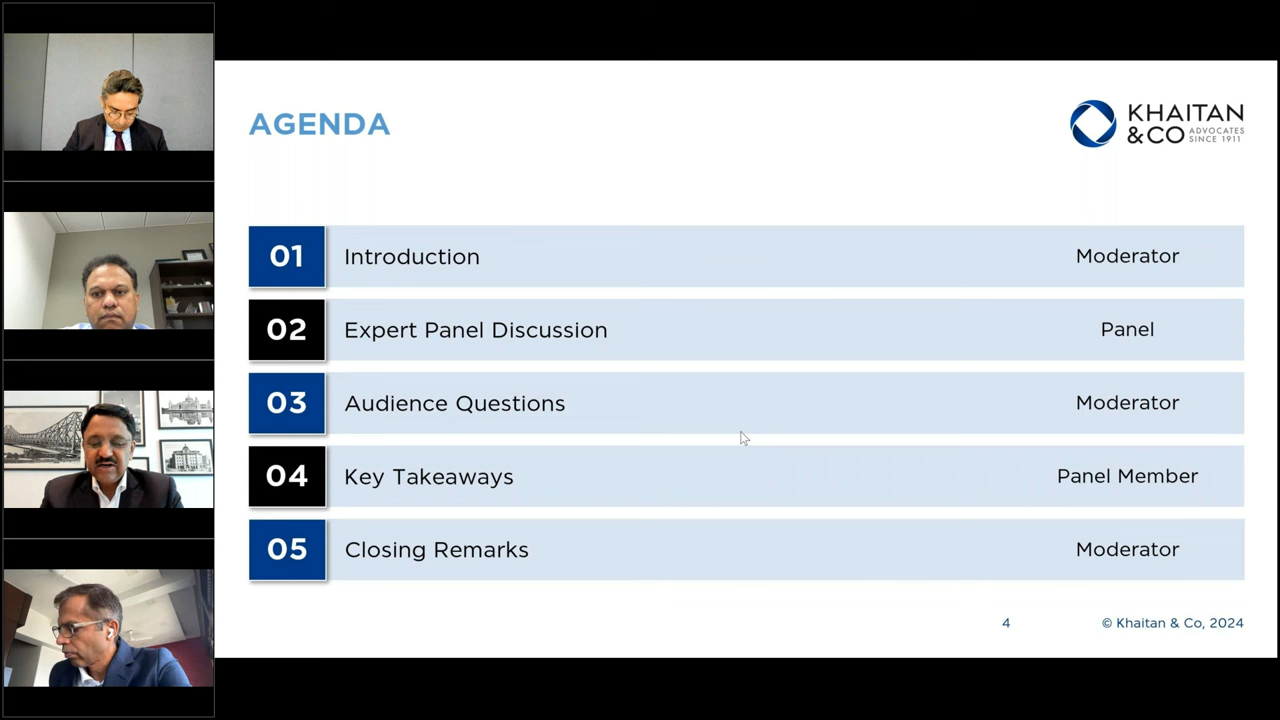 AGENDA
KHAITAN
&CO ADVOCATES
SINCE 1911
01 Introduction Moderator
02 Expert Panel Discussion Panel
03 Audience Questions Moderator
04 Key Takeaways Panel Member
05 Closing Remarks Moderator
4 © Khaitan & Co, 2024